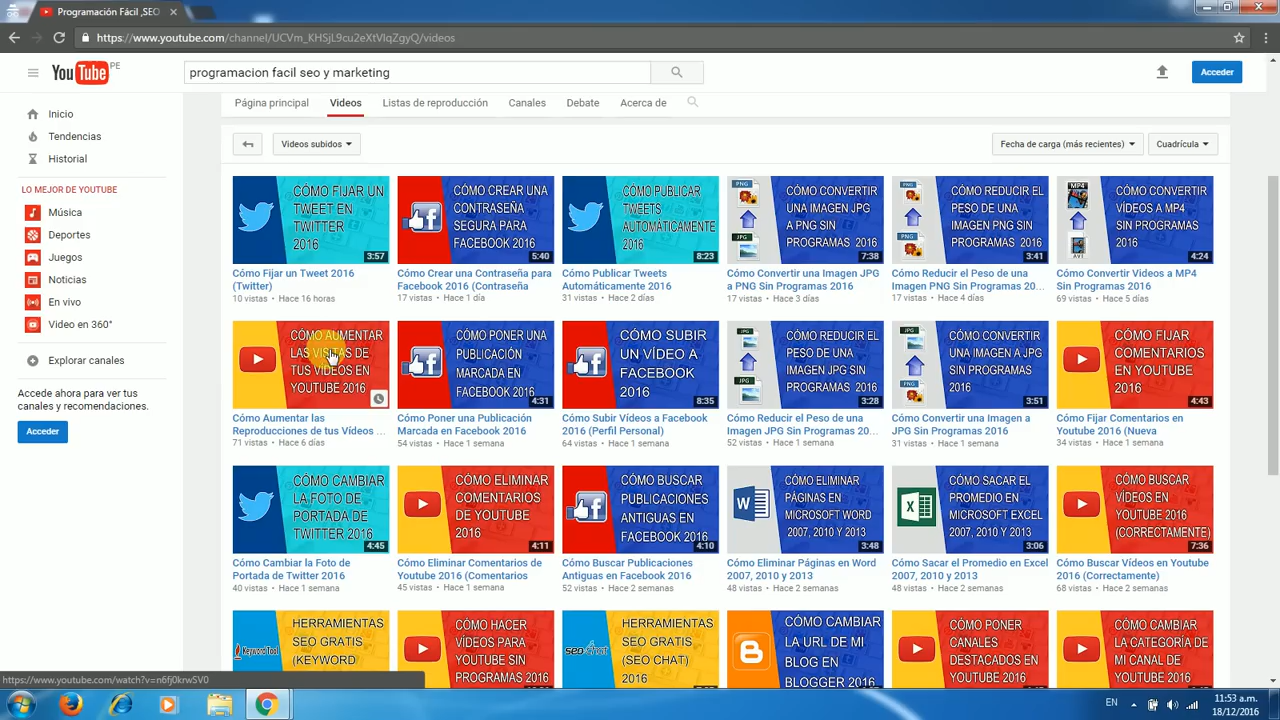 Programación Fácil ,SEO
https://www.youtube.com/channel/UCVm_KHSjL9cu2eXtVIqZgyQ/videos
YouTube PE
programacion facil seo y marketing
Acceder
Página principal
Videos
Listas de reproducción
Canales
Debate
Acerca de
Inicio
Tendencias
Historial
LO MEJOR DE YOUTUBE
Música
Deportes
Juegos
Noticias
En vivo
Video en 360°
Explorar canales
Accede ahora para ver tus
canales y recomendaciones.
Acceder
Videos subidos
Fecha de carga (más recientes)
Cuadrícula
CÓMO FIJAR UN
TWEET EN
TWITTER
2016
3:57
Cómo Fijar un Tweet 2016
(Twitter)
10 vistas • Hace 16 horas
CÓMO CREAR UNA
CONTRASEÑA
SEGURA PARA
FACEBOOK 2016
5:40
Cómo Crear una Contraseña para
Facebook 2016 (Contraseña
17 vistas • Hace 1 día
CÓMO PUBLICAR
TWEETS
AUTOMÁTICAMENTE
2016
8:23
Cómo Publicar Tweets
Automáticamente 2016
31 vistas • Hace 2 días
PNG
JPG
CÓMO CONVERTIR
UNA IMAGEN JPG
A PNG SIN
PROGRAMAS 2016
7:38
Cómo Convertir una Imagen JPG
a PNG Sin Programas 2016
17 vistas • Hace 3 días
PNG
PNG
CÓMO REDUCIR EL
PESO DE UNA
IMAGEN PNG SIN
PROGRAMAS 2016
3:41
Cómo Reducir el Peso de una
Imagen PNG Sin Programas 20...
17 vistas • Hace 4 días
MP4
AVI
CÓMO CONVERTIR
VÍDEOS A MP4
SIN PROGRAMAS
2016
4:24
Cómo Convertir Videos a MP4
Sin Programas 2016
69 vistas • Hace 5 días
CÓMO AUMENTAR
LAS VISITAS DE
TUS VÍDEOS EN
YOUTUBE 2016
Cómo Aumentar las
Reproducciones de tus Vídeos ...
71 vistas • Hace 6 días
CÓMO PONER UNA
PUBLICACIÓN
MARCADA EN
FACEBOOK 2016
4:31
Cómo Poner una Publicación
Marcada en Facebook 2016
54 vistas • Hace 1 semana
CÓMO SUBIR
UN VÍDEO A
FACEBOOK
2016
8:35
Cómo Subir Vídeos a Facebook
2016 (Perfil Personal)
64 vistas • Hace 1 semana
JPG
JPG
CÓMO REDUCIR EL
PESO DE UNA
IMAGEN JPG SIN
PROGRAMAS 2016
3:28
Cómo Reducir el Peso de una
Imagen JPG Sin Programas 20...
52 vistas • Hace 1 semana
JPG
PNG
CÓMO CONVERTIR
UNA IMAGEN A JPG
SIN PROGRAMAS
2016
3:51
Cómo Convertir una Imagen a
JPG Sin Programas 2016
31 vistas • Hace 1 semana
CÓMO FIJAR
COMENTARIOS
EN YOUTUBE
2016
4:43
Cómo Fijar Comentarios en
Youtube 2016 (Nueva
34 vistas • Hace 1 semana
CÓMO CAMBIAR
LA FOTO DE
PORTADA DE
TWITTER 2016
4:45
Cómo Cambiar la Foto de
Portada de Twitter 2016
40 vistas • Hace 1 semana
CÓMO ELIMINAR
COMENTARIOS
DE YOUTUBE
2016
4:11
Cómo Eliminar Comentarios de
Youtube 2016 (Comentarios
45 vistas • Hace 1 semana
CÓMO BUSCAR
PUBLICACIONES
ANTIGUAS EN
FACEBOOK 2016
4:10
Cómo Buscar Publicaciones
Antiguas en Facebook 2016
52 vistas • Hace 2 semanas
CÓMO ELIMINAR
PÁGINAS EN
MICROSOFT WORD
2007, 2010 Y 2013
3:48
Cómo Eliminar Páginas en Word
2007, 2010 y 2013
48 vistas • Hace 2 semanas
CÓMO SACAR EL
PROMEDIO EN
MICROSOFT EXCEL
2007, 2010 Y 2013
3:06
Cómo Sacar el Promedio en Excel
2007, 2010 y 2013
48 vistas • Hace 2 semanas
CÓMO BUSCAR
VÍDEOS EN
YOUTUBE 2016
(CORRECTAMENTE)
7:36
Cómo Buscar Vídeos en Youtube
2016 (Correctamente)
68 vistas • Hace 2 semanas
KeywordTool
HERRAMIENTAS
SEO GRATIS
(KEYWORD
CÓMO HACER
VÍDEOS PARA
YOUTUBE SIN
PROGRAMAS 2016
seochat
HERRAMIENTAS
SEO GRATIS
(SEO CHAT)
2016
CÓMO CAMBIAR
LA URL DE MI
BLOG EN
BLOGGER 2016
CÓMO PONER
CANALES
DESTACADOS EN
YOUTUBE 2016
CÓMO CAMBIAR
LA CATEGORÍA DE
MI CANAL DE
YOUTUBE 2016
https://www.youtube.com/watch?v=n6fj0krwSV0
EN
11:53 a.m.
18/12/2016